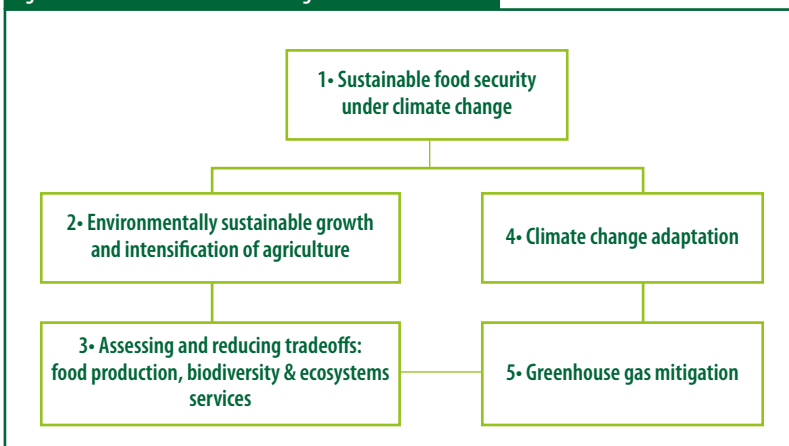 1• Sustainable food security
under climate change
2• Environmentally sustainable growth
and intensification of agriculture
4• Climate change adaptation
3• Assessing and reducing tradeoffs:
food production, biodiversity & ecosystems
services
5• Greenhouse gas mitigation